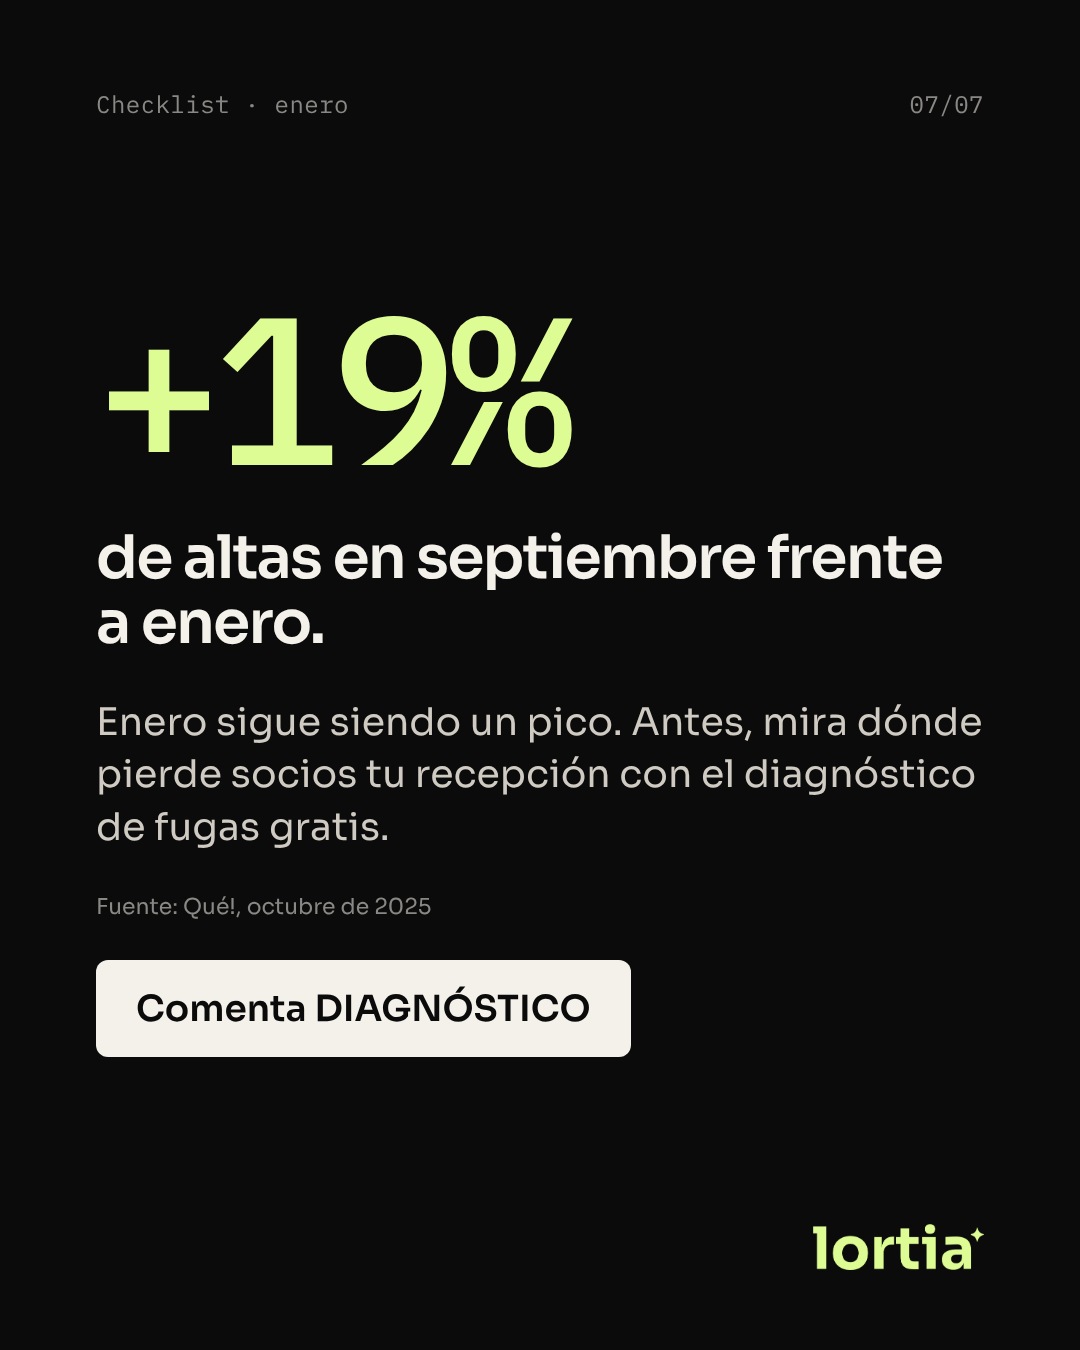 Checklist · enero
07/07
+19%
de altas en septiembre frente
a enero.
Enero sigue siendo un pico. Antes, mira dónde
pierde socios tu recepción con el diagnóstico
de fugas gratis.
Fuente: Qué!, octubre de 2025
Comenta DIAGNÓSTICO
lortia